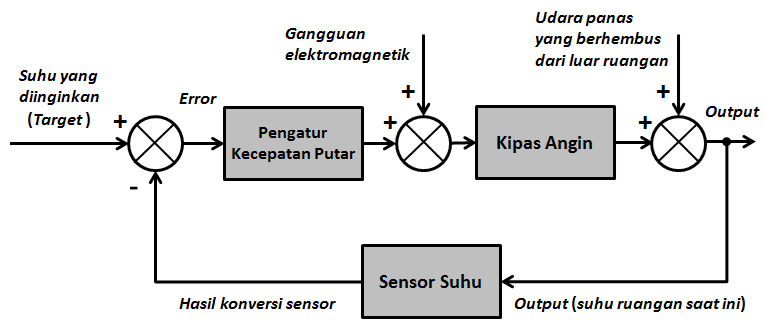 Udara panas
yang berhembus
dari luar ruangan
Gangguan
elektromagnetik
Suhu yang
diinginkan
(Target )
Error
Output
+
+
+
+
+
-
Pengatur
Kecepatan Putar
Kipas Angin
Sensor Suhu
Hasil konversi sensor
Output (suhu ruangan saat ini)